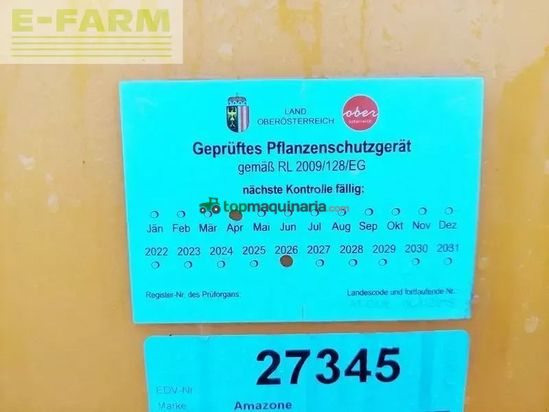 E-FARM
LAND
OBERÖSTERREICH
ober
österreich
Geprüftes Pflanzenschutzgerät
gemäß RL 2009/128/EG
nächste Kontrolle fällig:
topmaquinaria.com
Jän Feb Mär Apr Mai Jun Jul Aug Sep Okt Nov Dez
2022 2023 2024 2025 2026 2027 2028 2029 2030 2031
Register-Nr. des Prüforgans:
Landescode und fortlaufende Nr.:
27345
EDV-Nr.
Marke Amazone